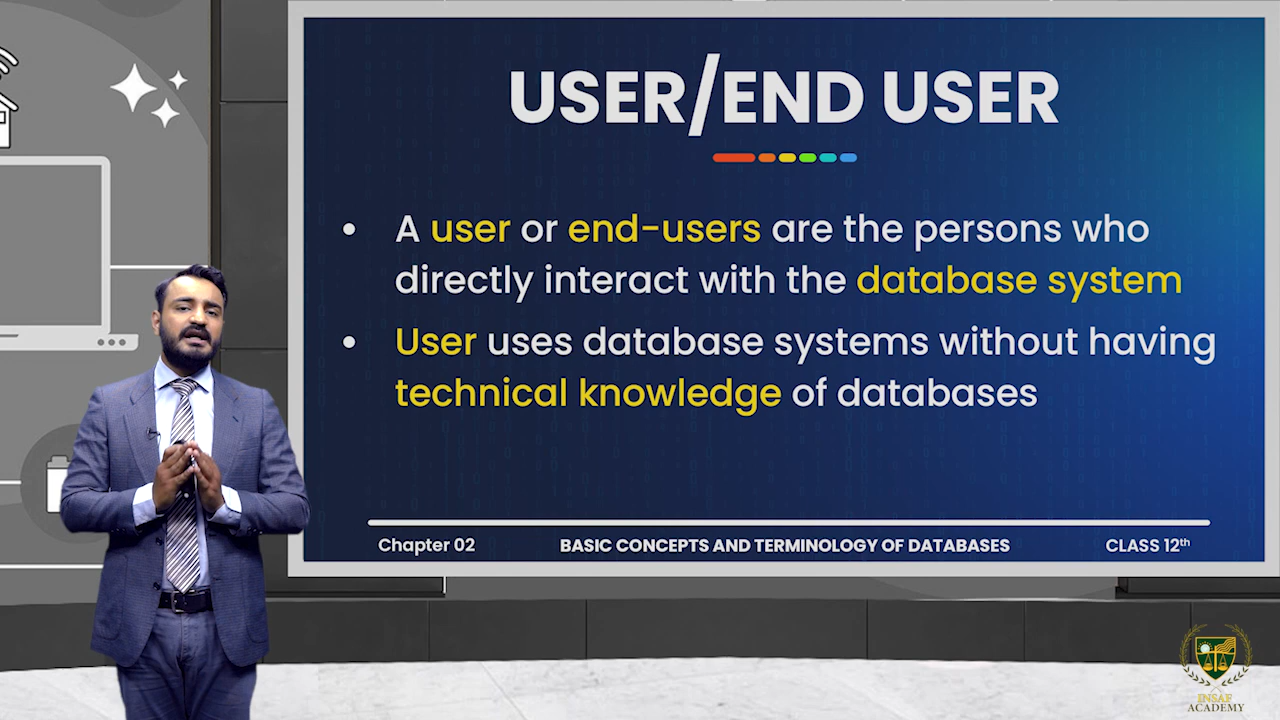 USER/END USER
• A user or end-users are the persons who
directly interact with the database system
• User uses database systems without having
technical knowledge of databases
Chapter 02
BASIC CONCEPTS AND TERMINOLOGY OF DATABASES
CLASS 12th
INSAF
ACADEMY